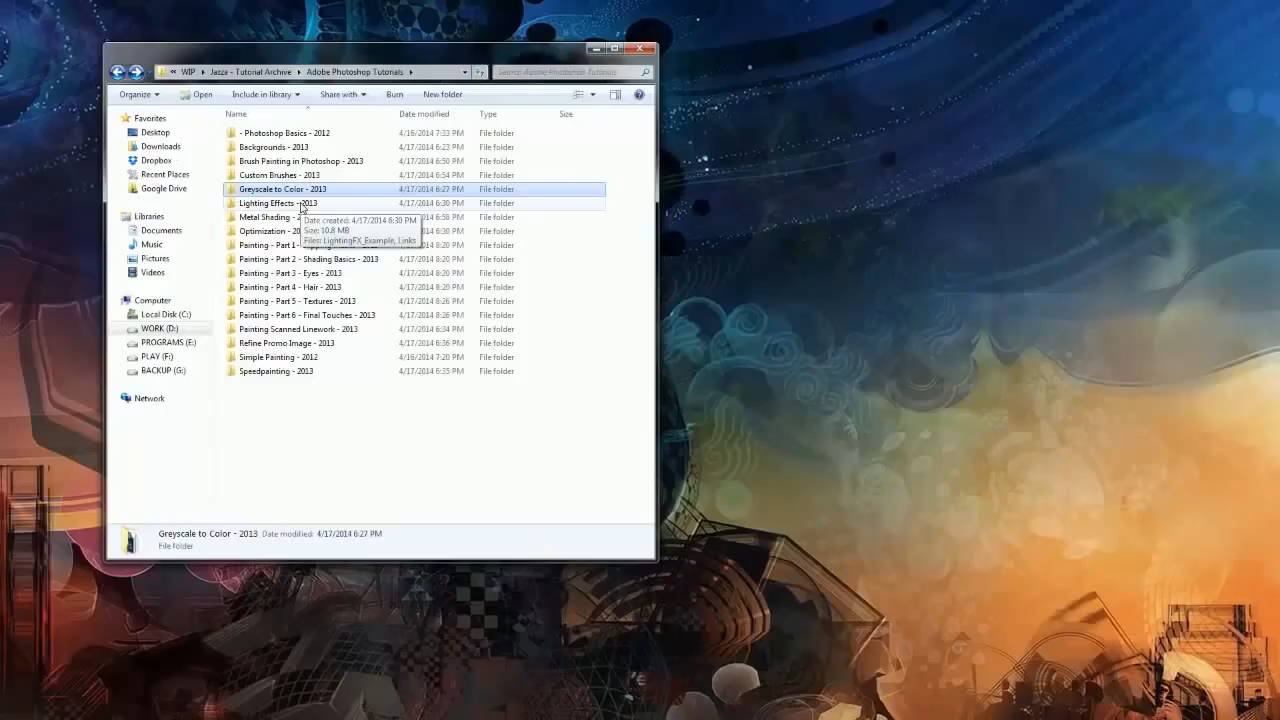 « WIP ▸ Jazza - Tutorial Archive ▸ Adobe Photoshop Tutorials ▸ Search Adobe Photoshop Tutorials
Organize Open Include in library Share with Burn New folder
Name Date modified Type Size
Favorites
Desktop
Downloads
Dropbox
Recent Places
Google Drive
Libraries
Documents
Music
Pictures
Videos
Computer
Local Disk (C:)
WORK (D:)
PROGRAMS (E:)
PLAY (F:)
BACKUP (G:)
Network
- Photoshop Basics - 2012 4/16/2014 7:33 PM File folder
Backgrounds - 2013 4/17/2014 6:23 PM File folder
Brush Painting in Photoshop - 2013 4/17/2014 6:50 PM File folder
Custom Brushes - 2013 4/17/2014 6:54 PM File folder
Greyscale to Color - 2013 4/17/2014 6:27 PM File folder
Lighting Effects - 2013 4/17/2014 6:30 PM File folder
Metal Shading - 14 6:58 PM File folder
Optimization - 14 6:30 PM File folder
Painting - Part 1 - 14 8:20 PM File folder
Date created: 4/17/2014 6:30 PM
Size: 10.8 MB
Files: LightingFX_Example, Links
Painting - Part 2 - Shading Basics - 2013 4/17/2014 8:20 PM File folder
Painting - Part 3 - Eyes - 2013 4/17/2014 8:20 PM File folder
Painting - Part 4 - Hair - 2013 4/17/2014 8:20 PM File folder
Painting - Part 5 - Textures - 2013 4/17/2014 8:26 PM File folder
Painting - Part 6 - Final Touches - 2013 4/17/2014 8:26 PM File folder
Painting Scanned Linework - 2013 4/17/2014 6:34 PM File folder
Refine Promo Image - 2013 4/17/2014 6:36 PM File folder
Simple Painting - 2012 4/16/2014 7:20 PM File folder
Speedpainting - 2013 4/17/2014 6:35 PM File folder
Greyscale to Color - 2013 Date modified: 4/17/2014 6:27 PM
File folder